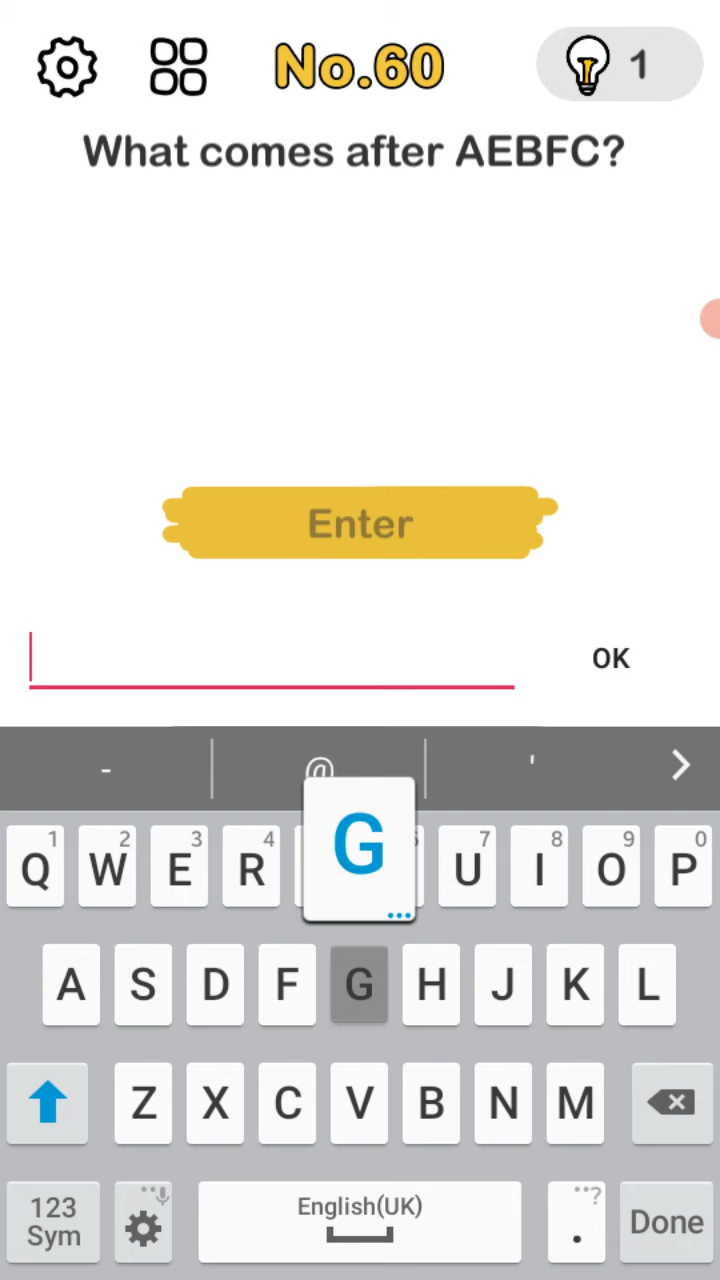 No.60
1
What comes after AEBFC?
Enter
OK
- @ '
G
1 2 3 4 6 7 8 9 0
Q W E R U I O P
A S D F G H J K L
Z X C V B N M
123 English(UK) ?
Sym . Done